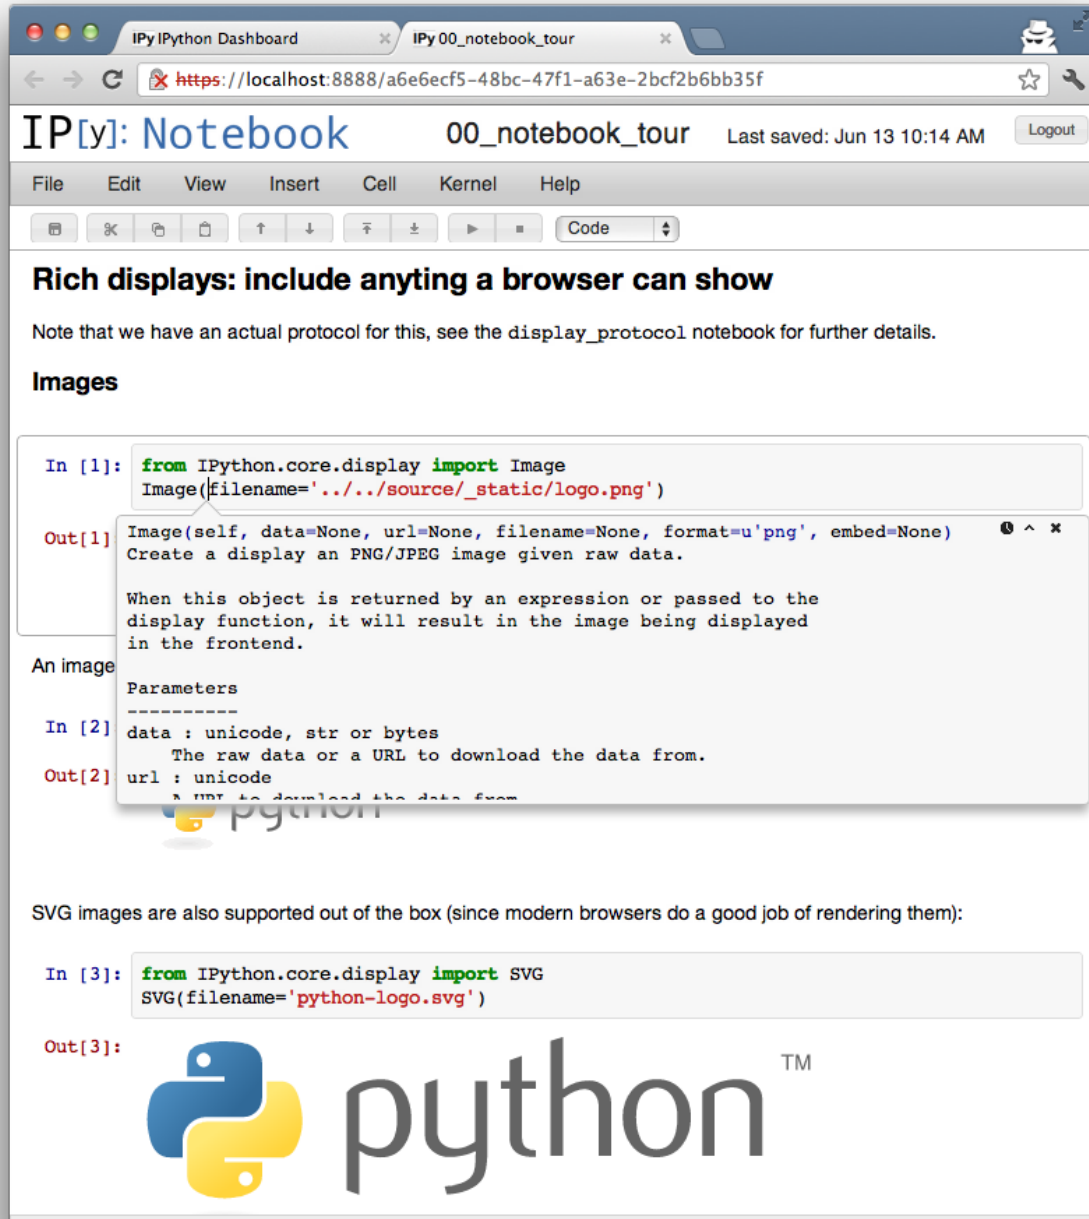 IPy IPython Dashboard
IPy 00_notebook_tour
https://localhost:8888/a6e6ecf5-48bc-47f1-a63e-2bcf2b6bb35f
IP[y]: Notebook 00_notebook_tour Last saved: Jun 13 10:14 AM Logout
File Edit View Insert Cell Kernel Help
Code
Rich displays: include anyting a browser can show
Note that we have an actual protocol for this, see the display_protocol notebook for further details.
Images
In [1]: from IPython.core.display import Image
Image(filename='../../source/_static/logo.png')
Out[1]
Image(self, data=None, url=None, filename=None, format=u'png', embed=None)
Create a display an PNG/JPEG image given raw data.
When this object is returned by an expression or passed to the
display function, it will result in the image being displayed
in the frontend.
An image
Parameters
----------
In [2]
data : unicode, str or bytes
The raw data or a URL to download the data from.
Out[2]
url : unicode
A URL to download the data from
python
SVG images are also supported out of the box (since modern browsers do a good job of rendering them):
In [3]: from IPython.core.display import SVG
SVG(filename='python-logo.svg')
Out[3]:
python TM